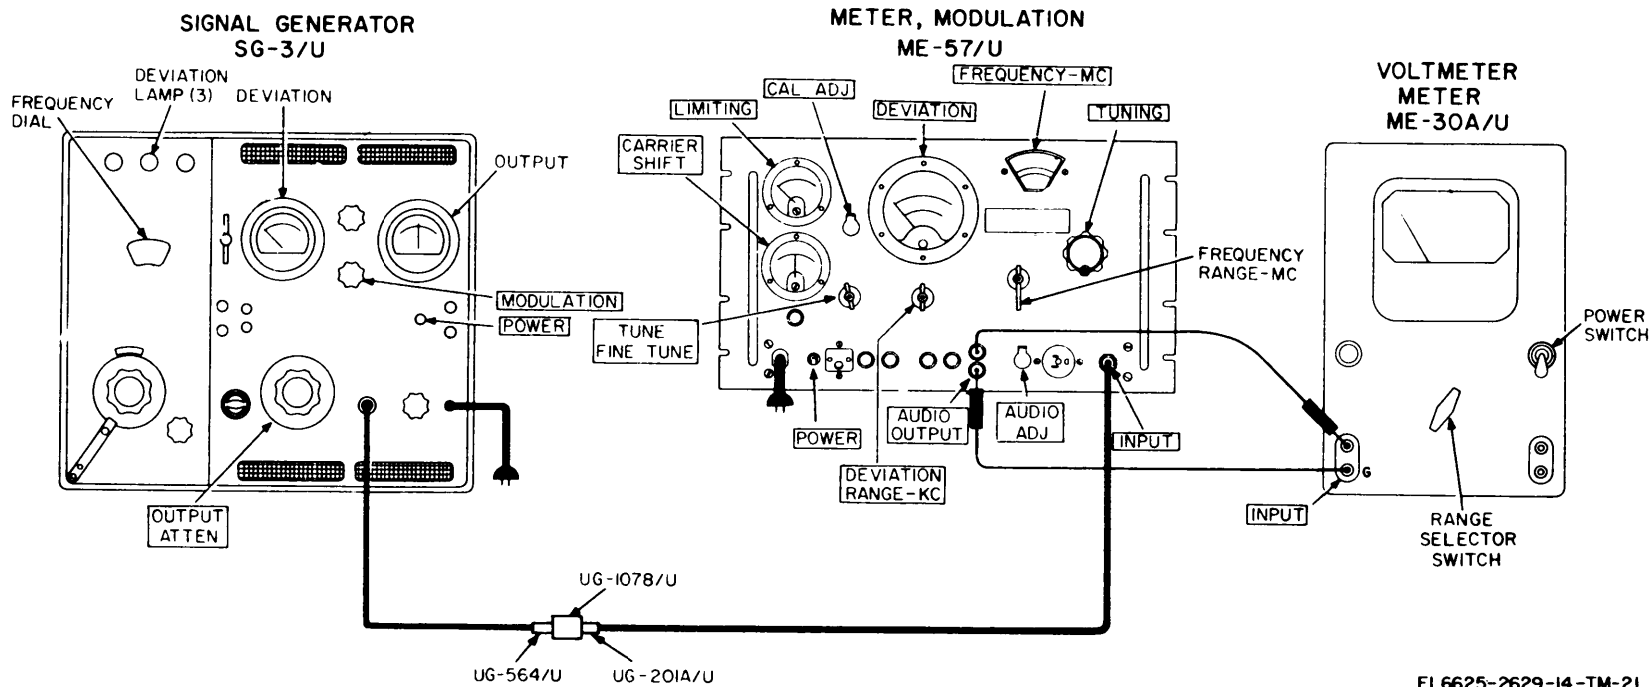 SIGNAL GENERATOR
SG-3/U
DEVIATION
LAMP (3)
DEVIATION
FREQUENCY
DIAL
OUTPUT
MODULATION
POWER
OUTPUT
ATTEN
METER, MODULATION
ME-57/U
FREQUENCY-MC
CAL ADJ
LIMITING
DEVIATION
TUNING
CARRIER
SHIFT
FREQUENCY
RANGE-MC
TUNE
FINE TUNE
POWER
AUDIO
OUTPUT
AUDIO
ADJ
INPUT
DEVIATION
RANGE-KC
VOLTMETER
METER
ME-30A/U
POWER
SWITCH
G
INPUT
RANGE
SELECTOR
SWITCH
UG-1078/U
UG-564/U
UG-201A/U
EL6625-2629-14-TM-21